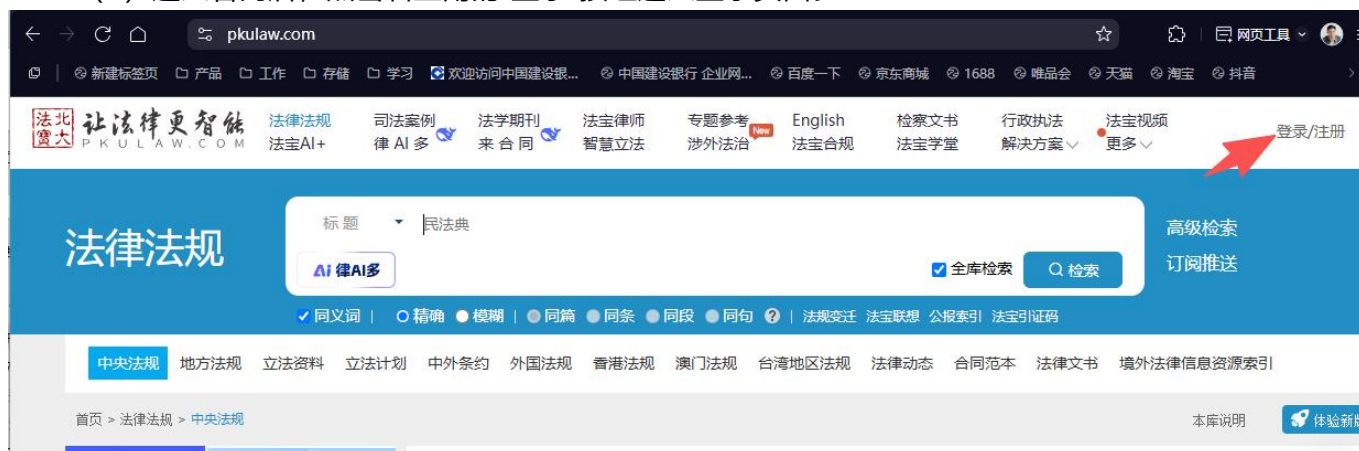 pkulaw.com
网页工具
新建标签页 产品 工作 存储 学习 欢迎访问中国建设银... 中国建设银行 企业网... 百度一下 京东商城 1688 唯品会 天猫 淘宝 抖音
北大法宝 让法律更智能 法律法规 司法案例 法学期刊 法宝律师 专题参考 English 检察文书 行政执法 法宝视频
PKULAW.COM 法宝AI+ 律AI多 来合同 智慧立法 涉外法治 New 法宝合规 法宝学堂 解决方案 更多
登录/注册
法律法规
标题 民法典
高级检索
Ai 律AI多 全库检索 检索 订阅推送
同义词 | 精确 模糊 | 同篇 同条 同段 同句 ? | 法规变迁 法宝联想 公报索引 法宝引证码
中央法规 地方法规 立法资料 立法计划 中外条约 外国法规 香港法规 澳门法规 台湾地区法规 法律动态 合同范本 法律文书 境外法律信息资源索引
首页 > 法律法规 > 中央法规 本库说明 体验新版